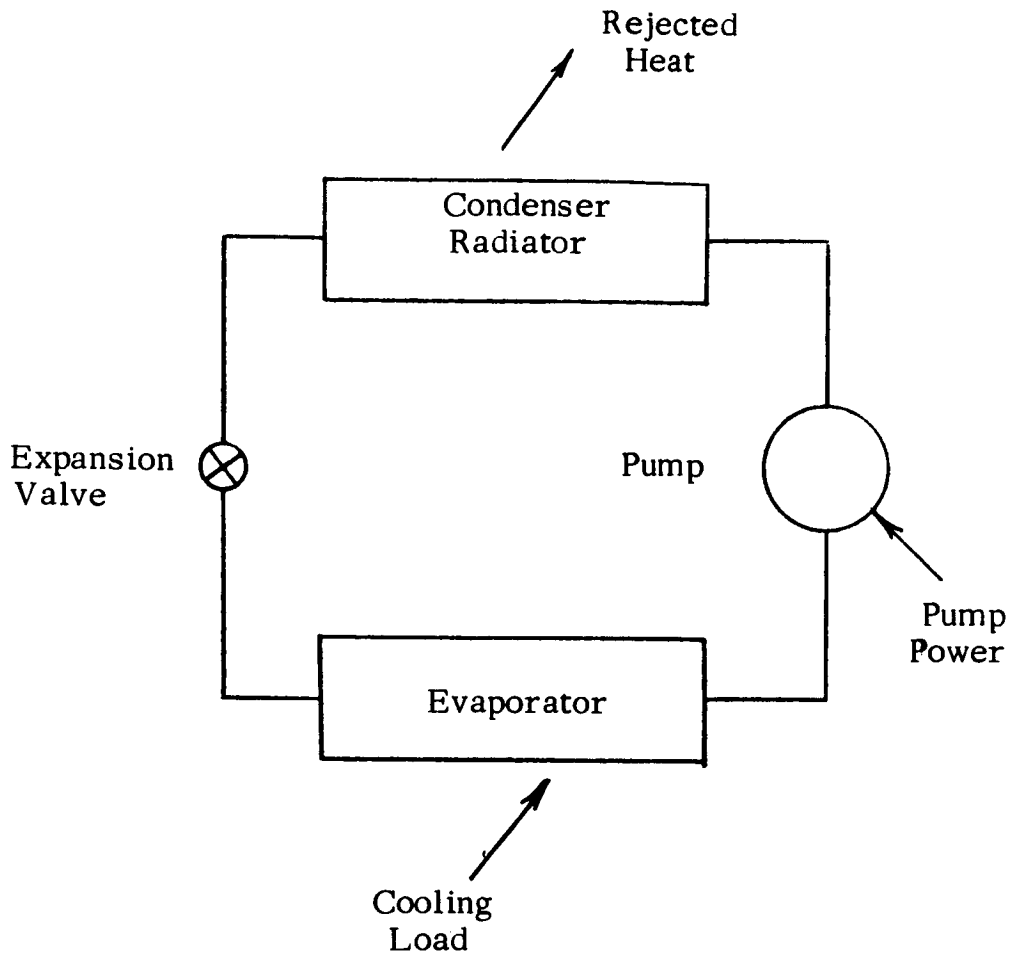 Rejected
Heat
Condenser
Radiator
Expansion
Valve
Pump
Pump
Power
Evaporator
Cooling
Load